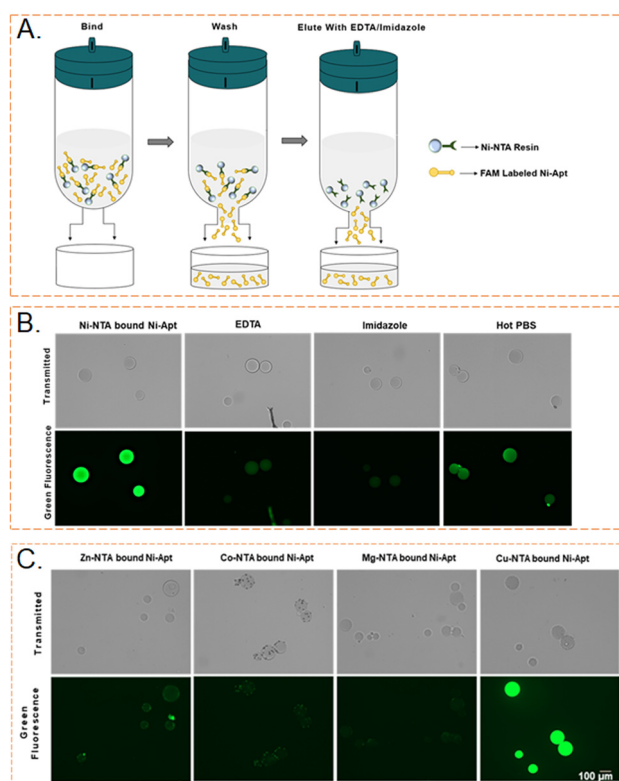 A.
Bind
Wash
Elute With EDTA/Imidazole
Ni-NTA Resin
FAM Labeled Ni-Apt
B.
Ni-NTA bound Ni-Apt
EDTA
Imidazole
Hot PBS
Transmitted
Green Fluorescence
C.
Zn-NTA bound Ni-Apt
Co-NTA bound Ni-Apt
Mg-NTA bound Ni-Apt
Cu-NTA bound Ni-Apt
Transmitted
Green
Fluorescence
100 µm